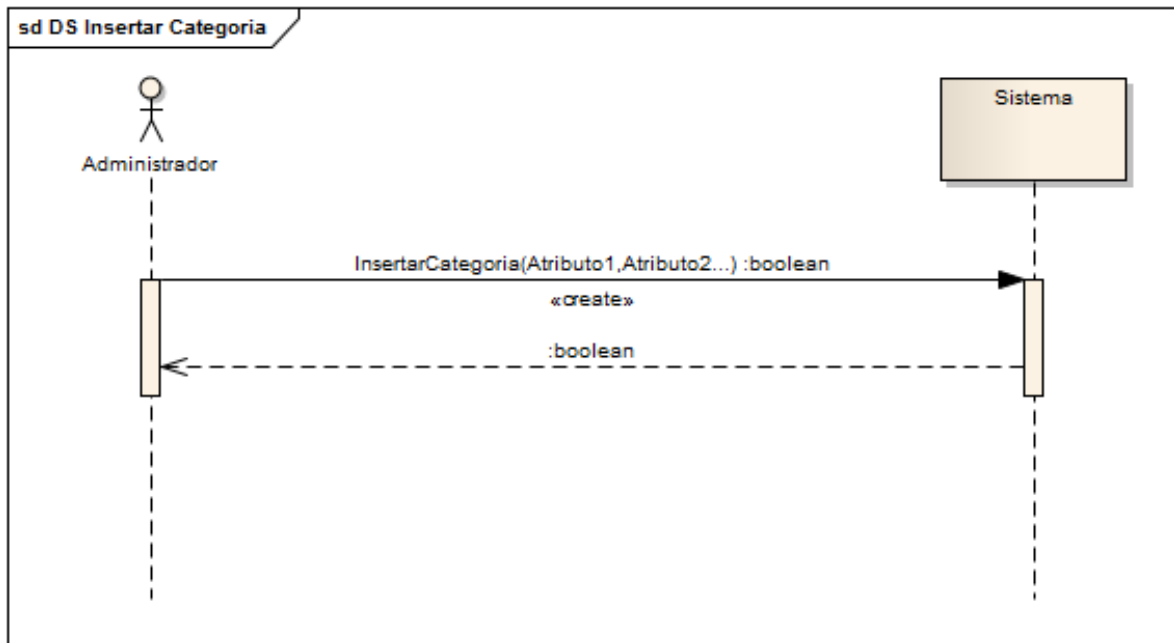 sd DS Insertar Categoria
Sistema
Administrador
InsertarCategoria(Atributo1,Atributo2...) :boolean
«create»
:boolean